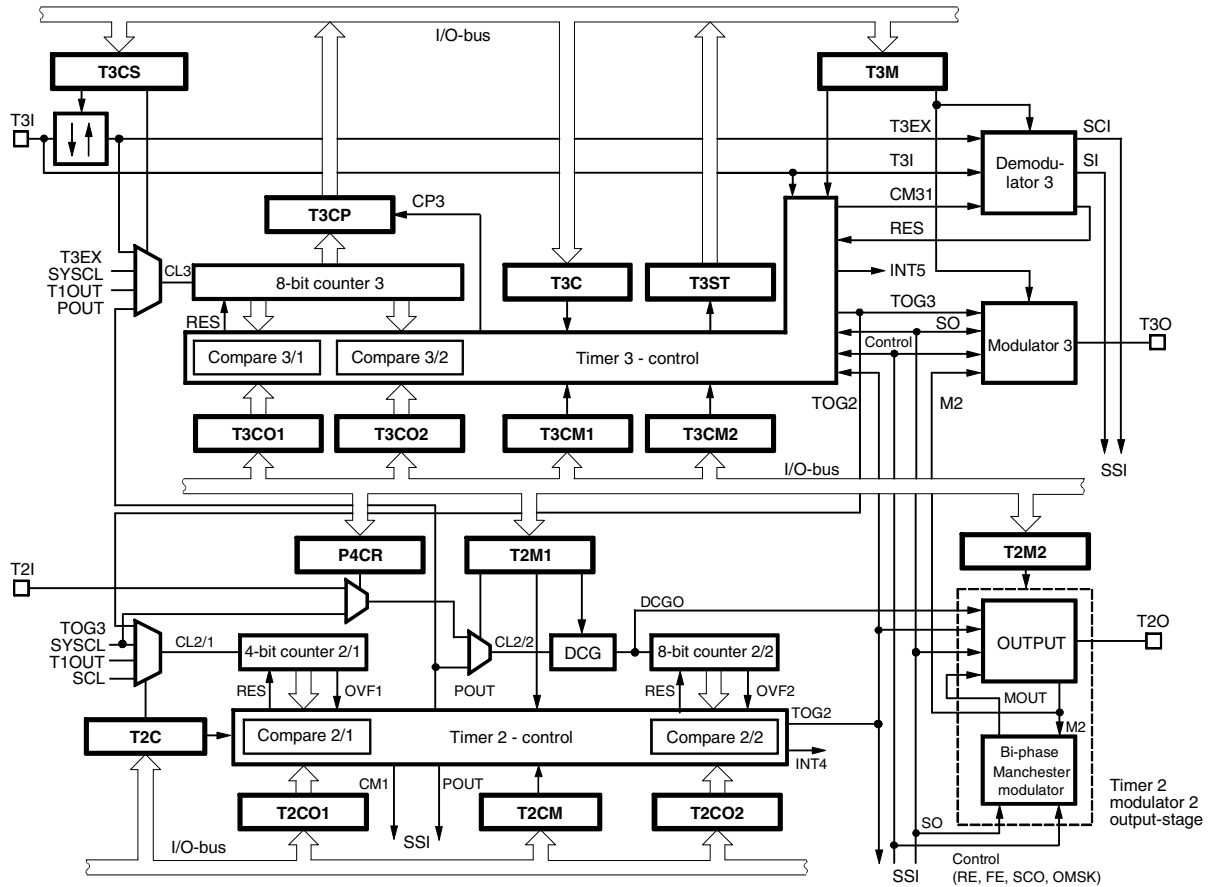 I/O-bus
T3CS
T3M
T3I
T3EX
SCI
T3I
SI
Demodu-
lator 3
CP3
CM31
T3CP
RES
T3EX
SYSCL
T1OUT
POUT
CL3
8-bit counter 3
T3C
T3ST
INT5
RES
TOG3
SO
T3O
Compare 3/1
Compare 3/2
Timer 3 - control
Control
Modulator 3
TOG2
M2
T3CO1
T3CO2
T3CM1
T3CM2
I/O-bus
SSI
P4CR
T2M1
T2M2
T2I
DCGO
T2O
TOG3
SYSCL
T1OUT
SCL
CL2/1
4-bit counter 2/1
CL2/2
DCG
8-bit counter 2/2
OUTPUT
RES
OVF1
POUT
RES
OVF2
MOUT
TOG2
M2
T2C
Compare 2/1
Timer 2 - control
Compare 2/2
INT4
Bi-phase
Manchester
modulator
CM1
POUT
Timer 2
modulator 2
output-stage
T2CO1
T2CM
T2CO2
SO
SSI
I/O-bus
SSI
Control
(RE, FE, SCO, OMSK)